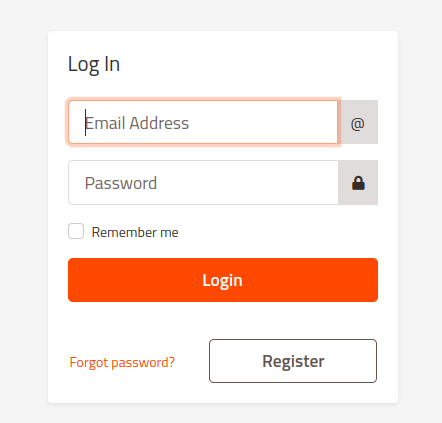 Log In
Email Address
@
Password
Remember me
Login
Forgot password?
Register